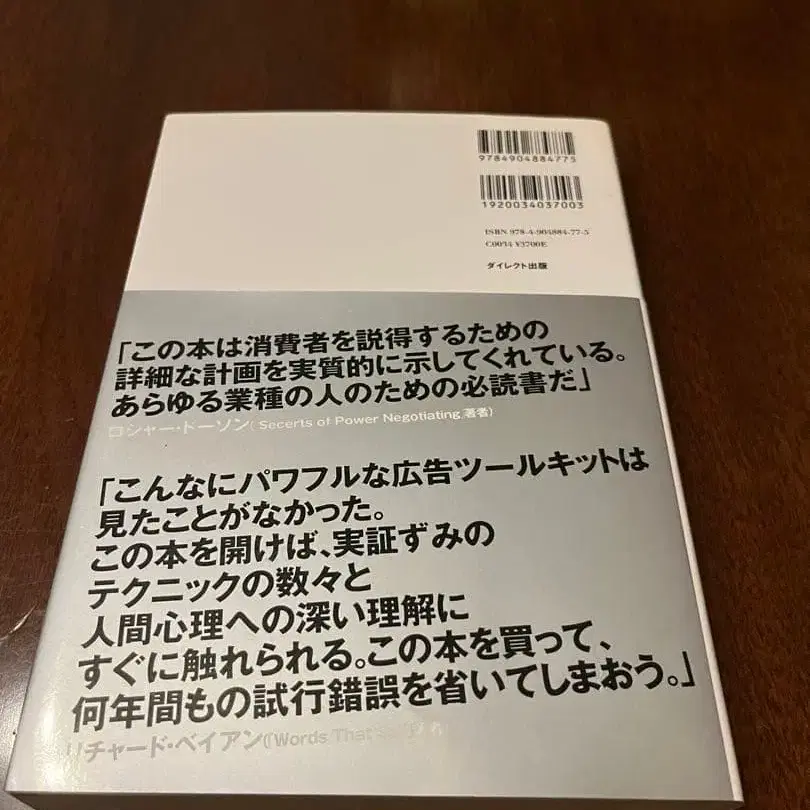 9784904884775
1920034037003
ISBN 978-4-904884-77-5
C0034 ¥3700E
ダイレクト出版
「この本は消費者を説得するための
詳細な計画を実質的に示してくれている。
あらゆる業種の人のための必読書だ」
ロシャー・ドーソン(Secerts of Power Negotiating 著者)
「こんなにパワフルな広告ツールキットは
見たことがなかった。
この本を開けば、実証ずみの
テクニックの数々と
人間心理への深い理解に
すぐに触れられる。この本を買って、
何年間もの試行錯誤を省いてしまおう。」
リチャード・ベイアン(『Words That